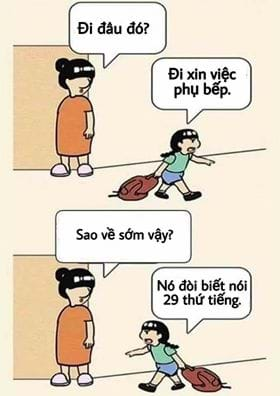 Đi đâu đó?
Đi xin việc
phụ bếp.
Sao về sớm vậy?
Nó đòi biết nói
29 thứ tiếng.